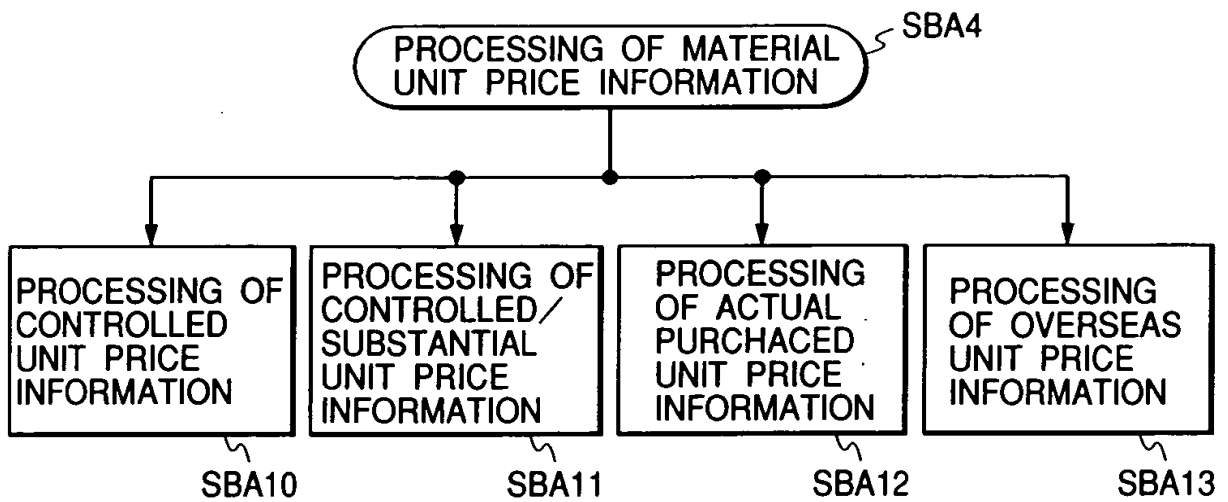 SBA4
PROCESSING OF MATERIAL
UNIT PRICE INFORMATION
PROCESSING OF
CONTROLLED
UNIT PRICE
INFORMATION
PROCESSING OF
CONTROLLED/
SUBSTANTIAL
UNIT PRICE
INFORMATION
PROCESSING
OF ACTUAL
PURCHACED
UNIT PRICE
INFORMATION
PROCESSING
OF OVERSEAS
UNIT PRICE
INFORMATION
SBA10
SBA11
SBA12
SBA13